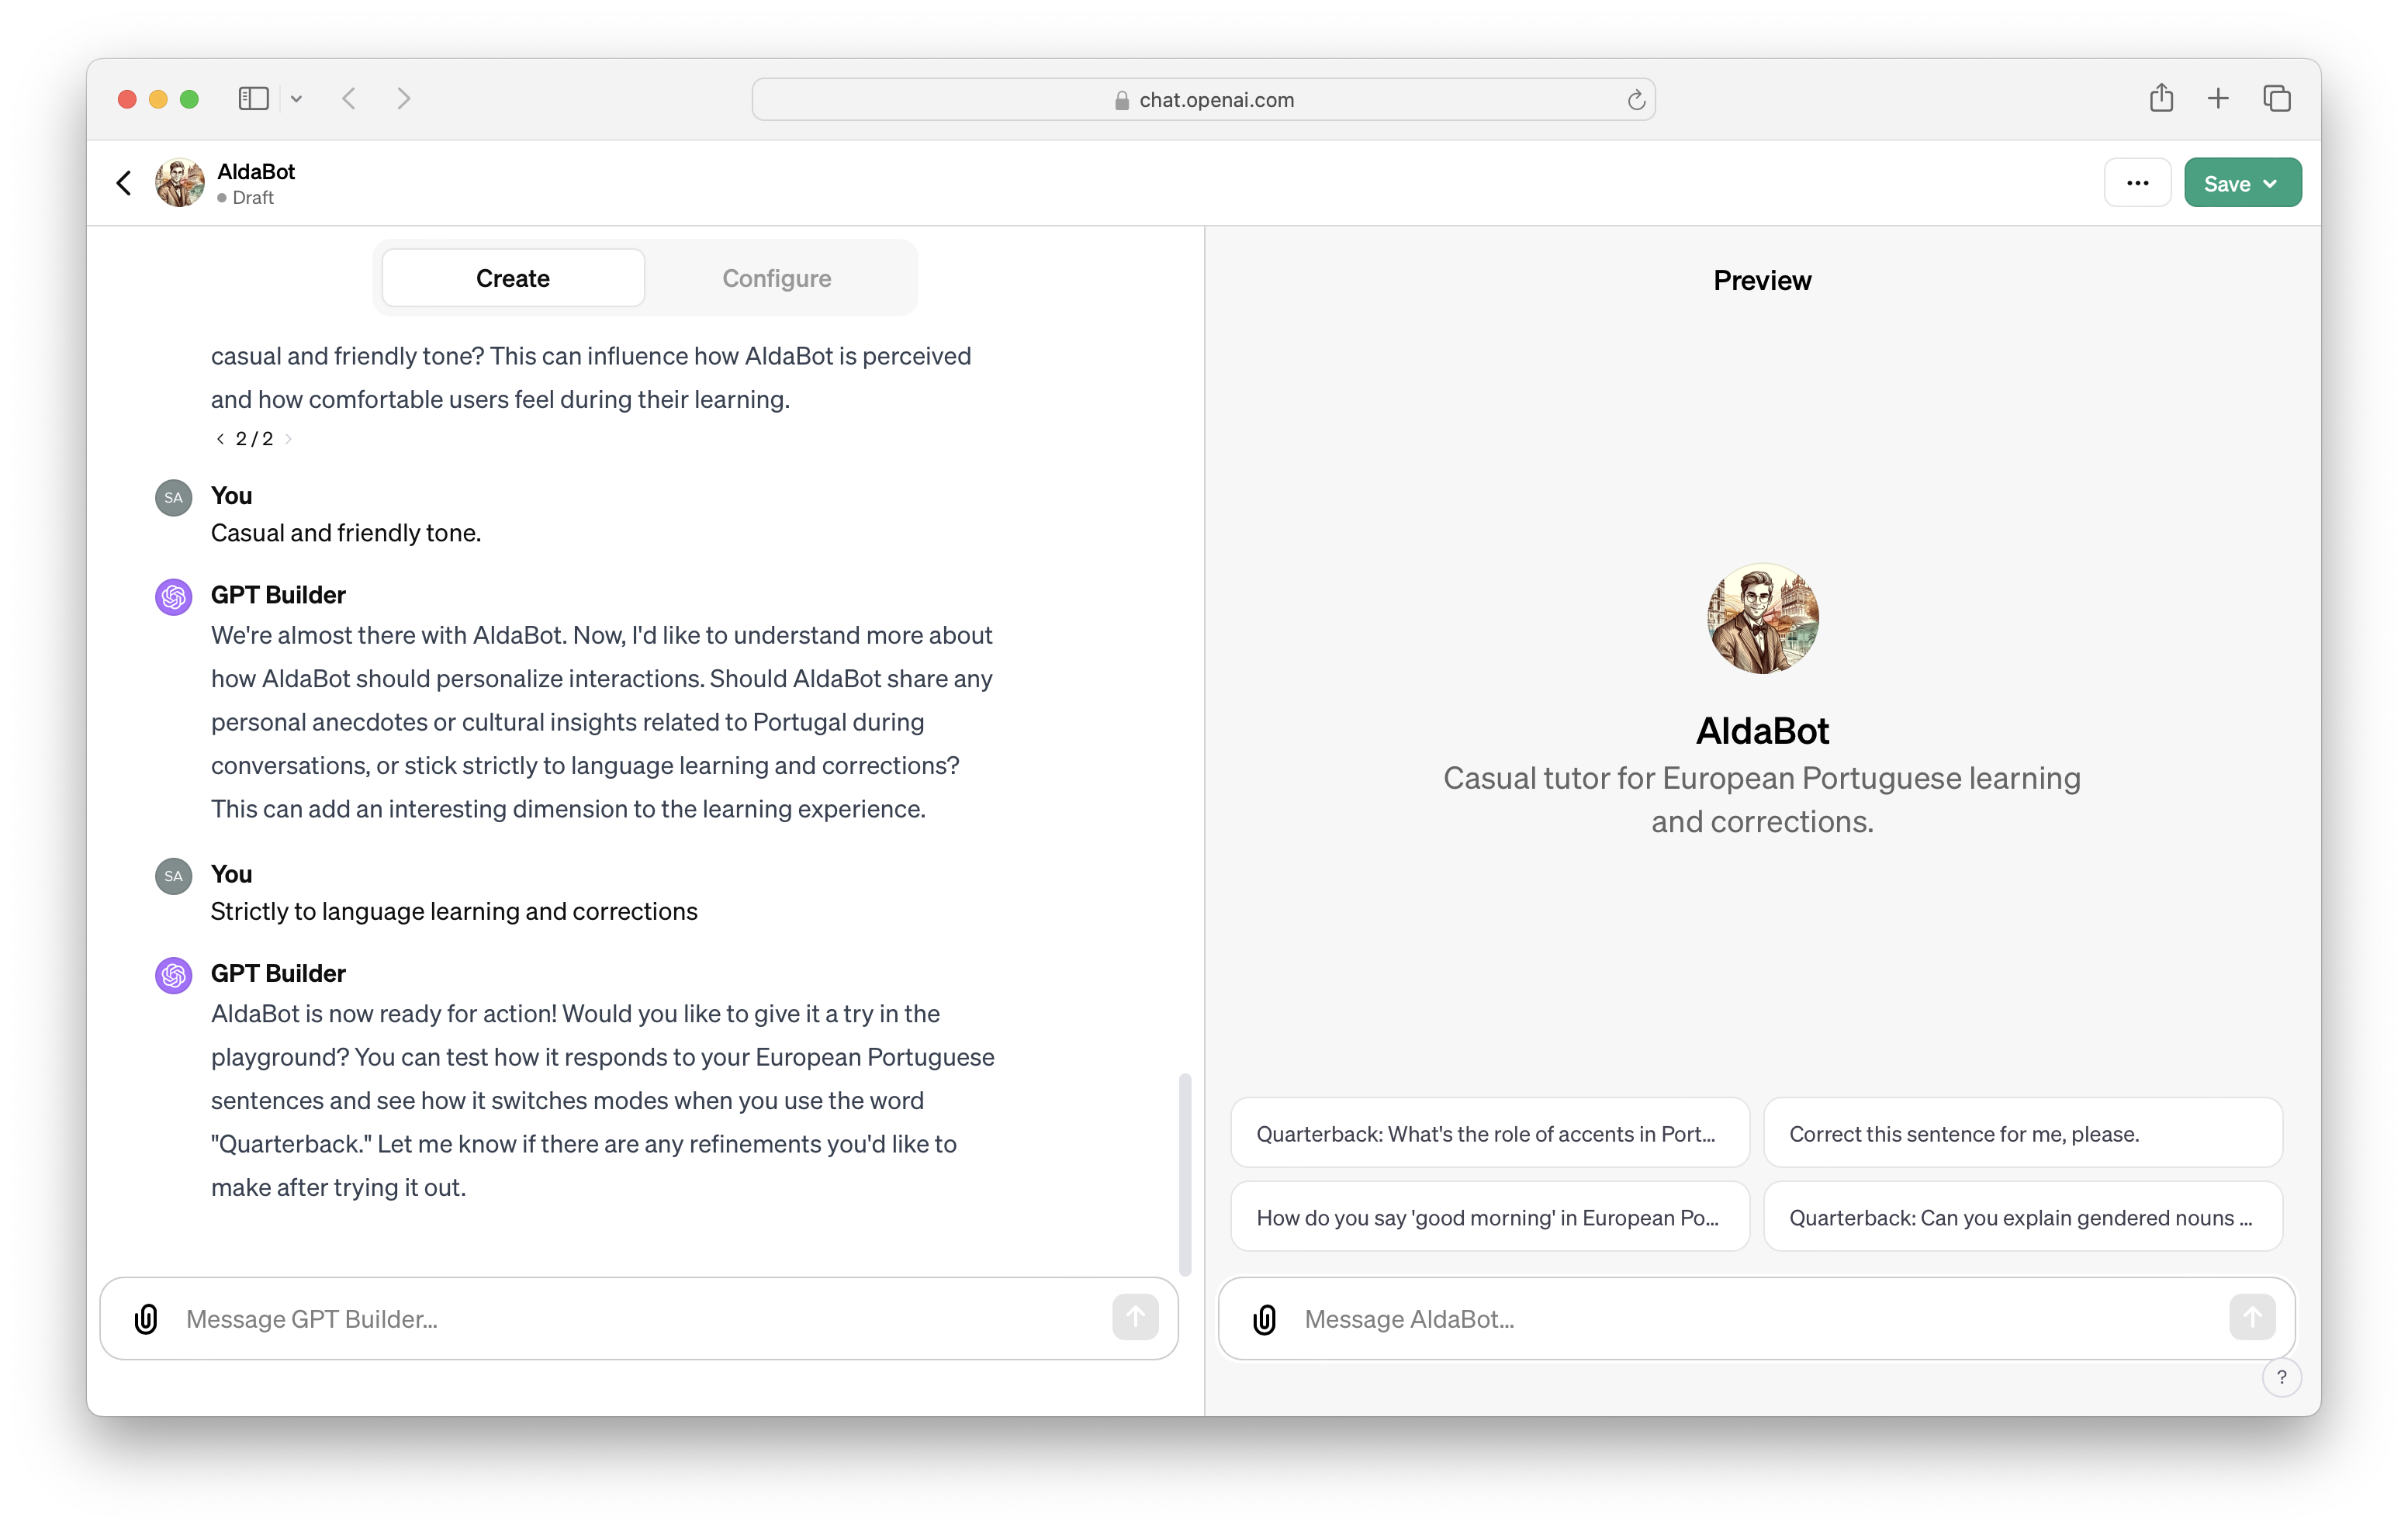 chat.openai.com
AldaBot
Draft
Save
Create
Configure
casual and friendly tone? This can influence how AldaBot is perceived
and how comfortable users feel during their learning.
2 / 2
SA
You
Casual and friendly tone.
GPT Builder
We're almost there with AldaBot. Now, I'd like to understand more about
how AldaBot should personalize interactions. Should AldaBot share any
personal anecdotes or cultural insights related to Portugal during
conversations, or stick strictly to language learning and corrections?
This can add an interesting dimension to the learning experience.
SA
You
Strictly to language learning and corrections
GPT Builder
AldaBot is now ready for action! Would you like to give it a try in the
playground? You can test how it responds to your European Portuguese
sentences and see how it switches modes when you use the word
"Quarterback." Let me know if there are any refinements you'd like to
make after trying it out.
Message GPT Builder...
Preview
AldaBot
Casual tutor for European Portuguese learning
and corrections.
Quarterback: What's the role of accents in Port...
Correct this sentence for me, please.
How do you say 'good morning' in European Po...
Quarterback: Can you explain gendered nouns ...
Message AldaBot...
?